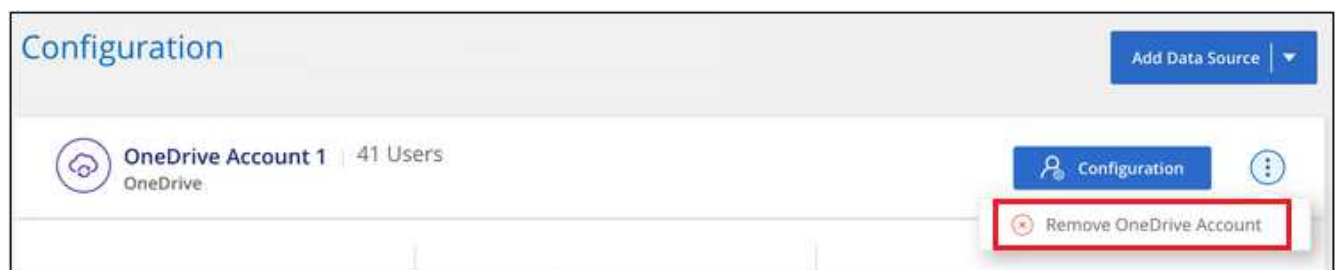 Configuration
Add Data Source
OneDrive Account 1 41 Users
OneDrive
Configuration
Remove OneDrive Account